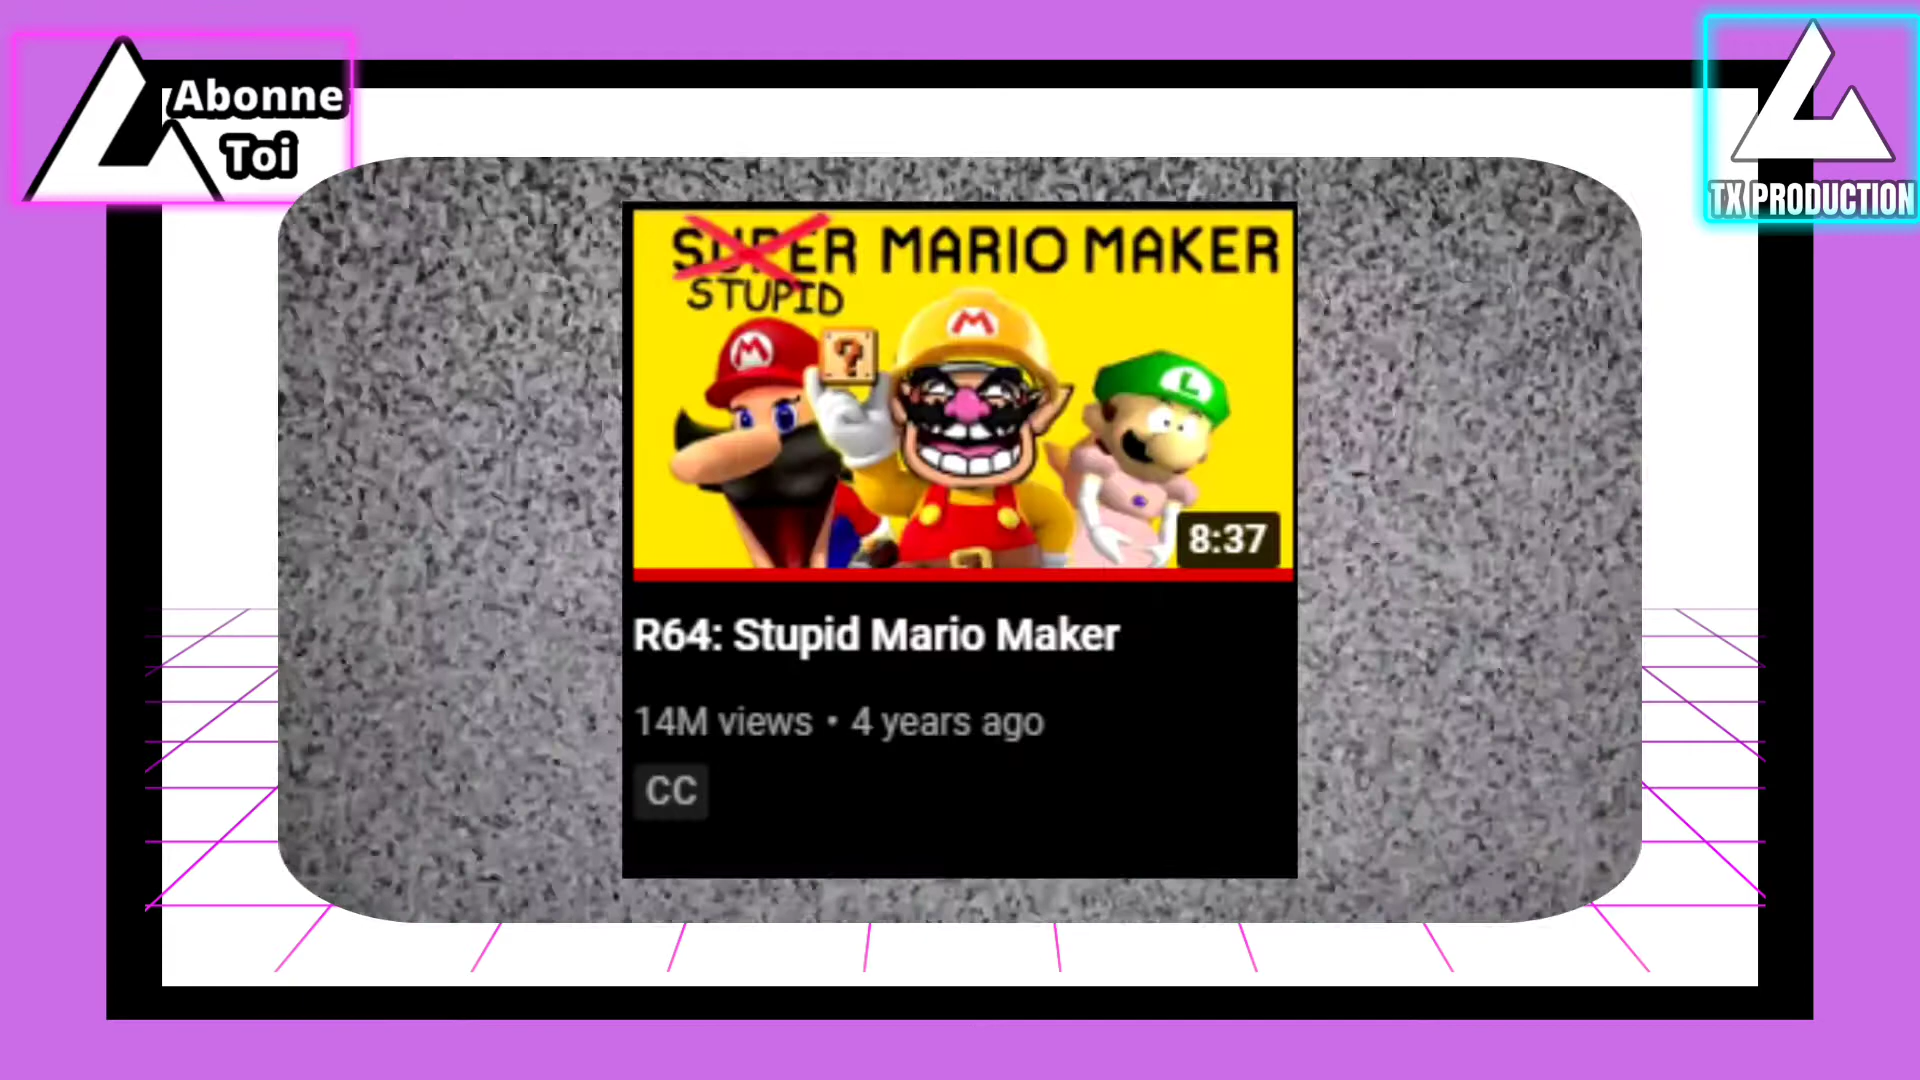 Abonne
Toi
TX PRODUCTION
SUPER MARIO MAKER
STUPID
M
?
M
L
8:37
R64: Stupid Mario Maker
14M views • 4 years ago
CC